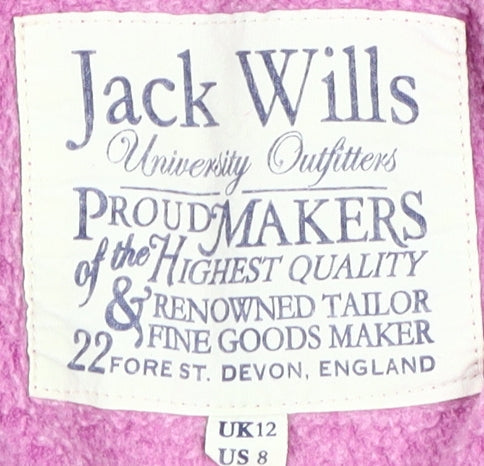 Jack Wills
University Outfitters
PROUD MAKERS
of the HIGHEST QUALITY
& RENOWNED TAILOR
FINE GOODS MAKER
22 FORE ST. DEVON, ENGLAND
UK 12
US 8